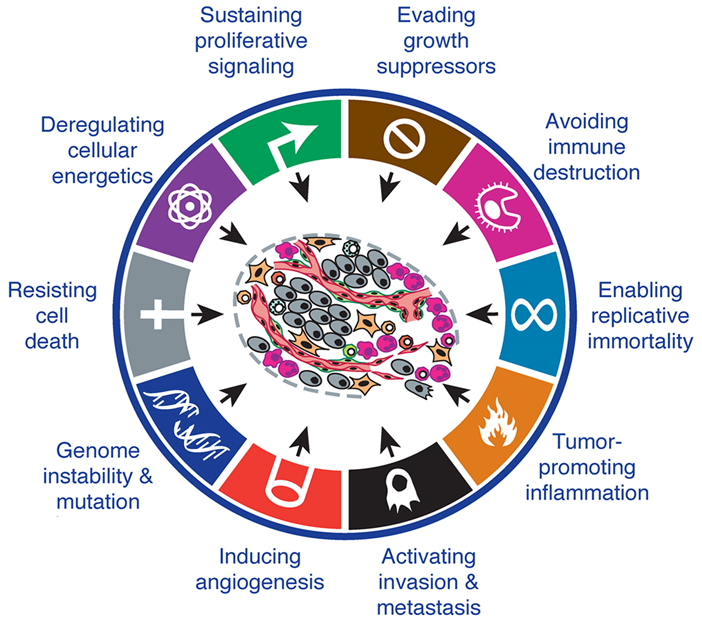 Sustaining
proliferative
signaling
Evading
growth
suppressors
Avoiding
immune
destruction
Enabling
replicative
immortality
Tumor-
promoting
inflammation
Activating
invasion &
metastasis
Inducing
angiogenesis
Genome
instability &
mutation
Resisting
cell
death
Deregulating
cellular
energetics